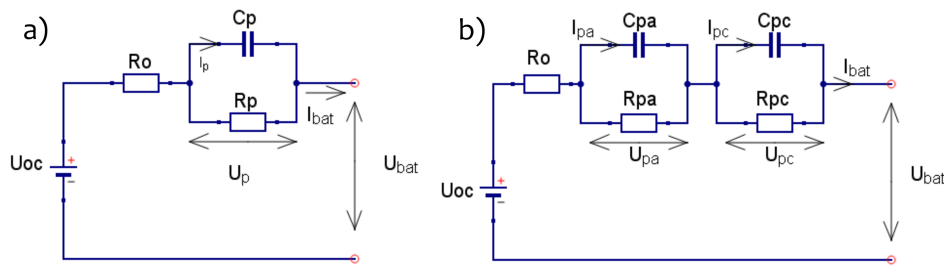 a)
Cp
Ip
Ro
Rp
Ibat
Up
Uoc
+
−
Ubat
b)
Ipa
Cpa
Ipc
Cpc
Ro
Ibat
Rpa
Rpc
Upa
Upc
Uoc
+
−
Ubat